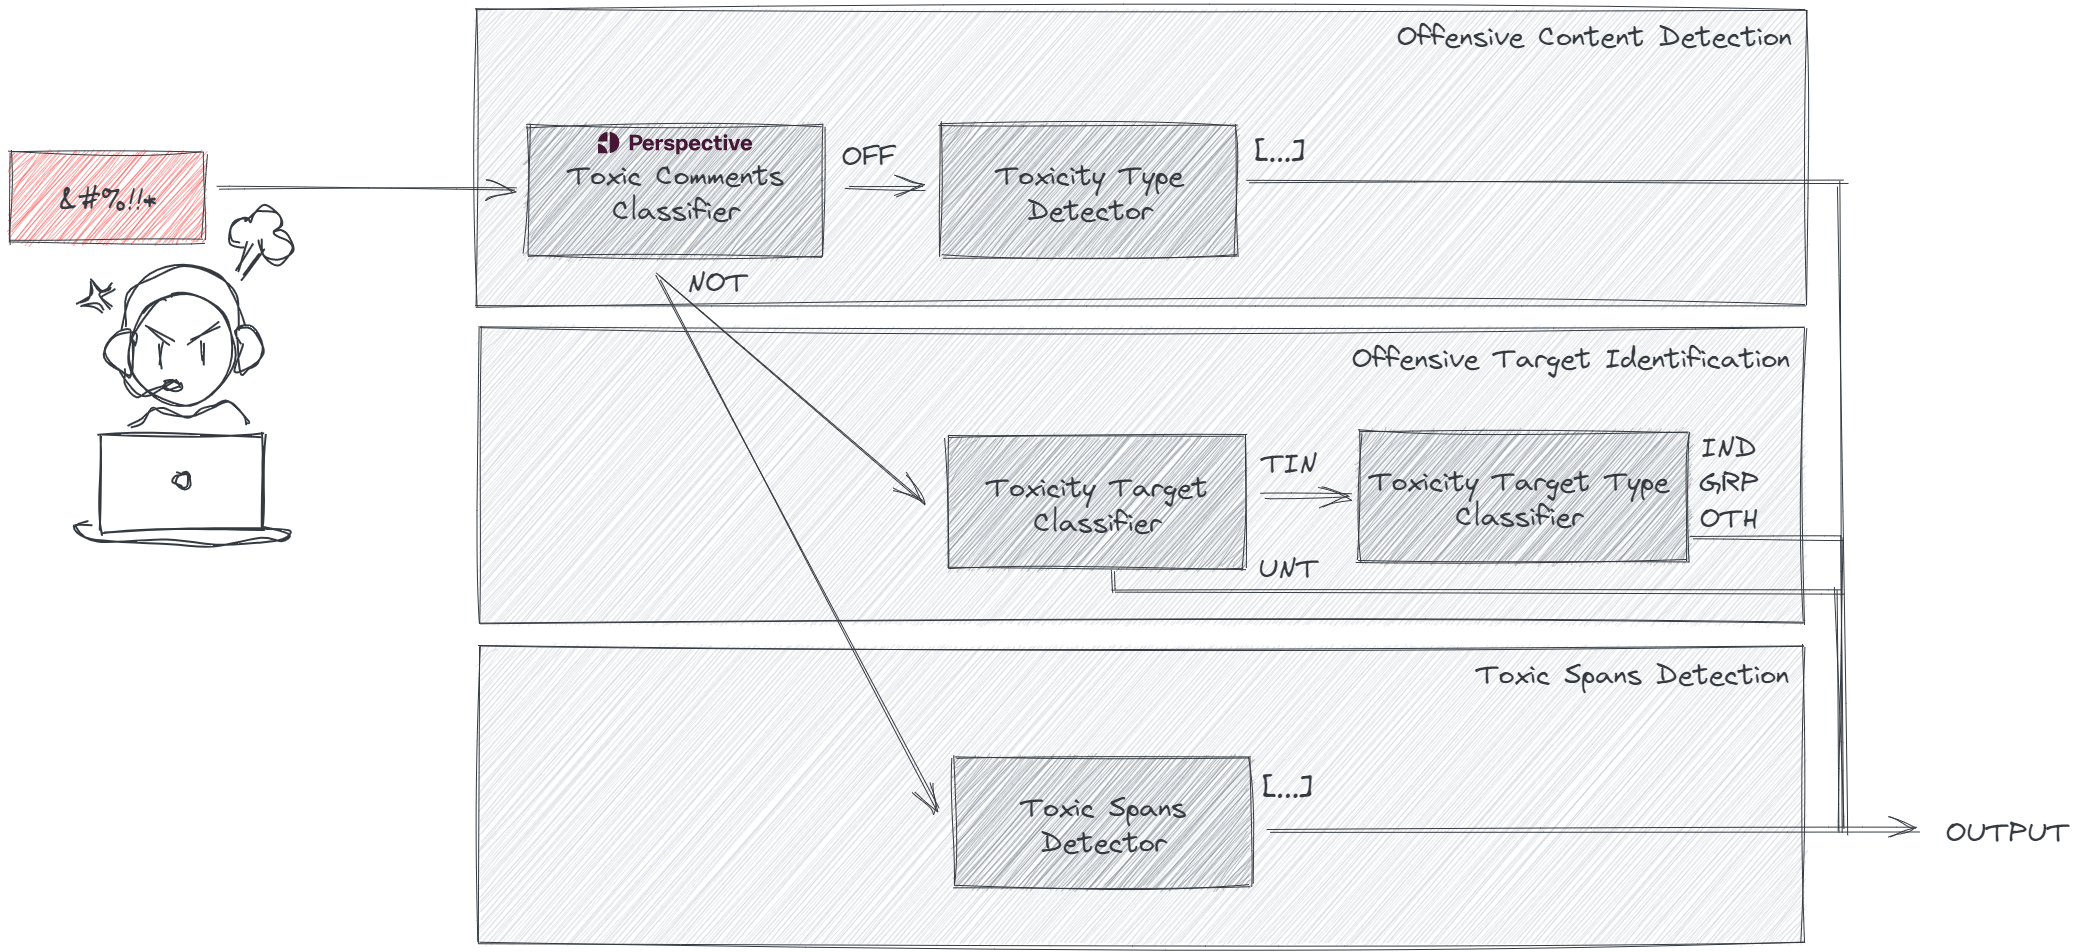 Offensive Content Detection
&#%!!*
Perspective
Toxic Comments
Classifier
OFF
Toxicity Type
Detector
[...]
NOT
Offensive Target Identification
Toxicity Target
Classifier
TIN
UNT
Toxicity Target Type
Classifier
IND
GRP
OTH
Toxic Spans Detection
Toxic Spans
Detector
[...]
OUTPUT